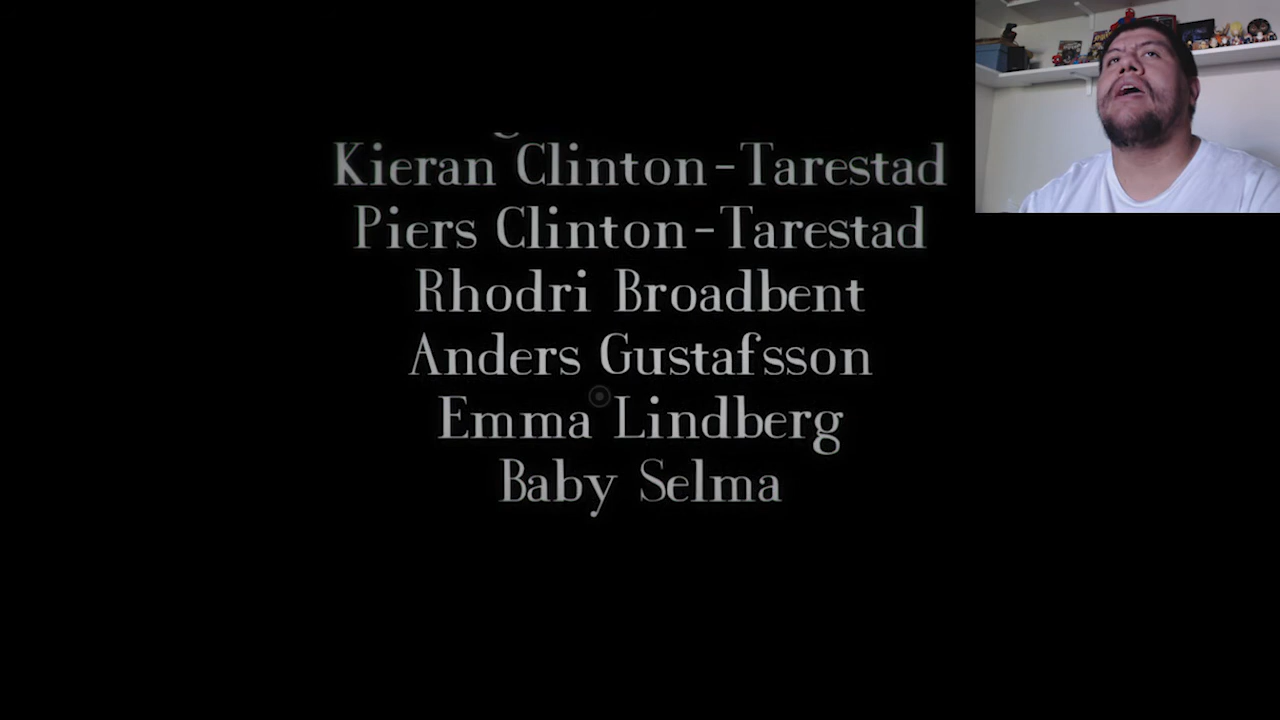 Kieran Clinton-Tarestad
Piers Clinton-Tarestad
Rhodri Broadbent
Anders Gustafsson
Emma Lindberg
Baby Selma